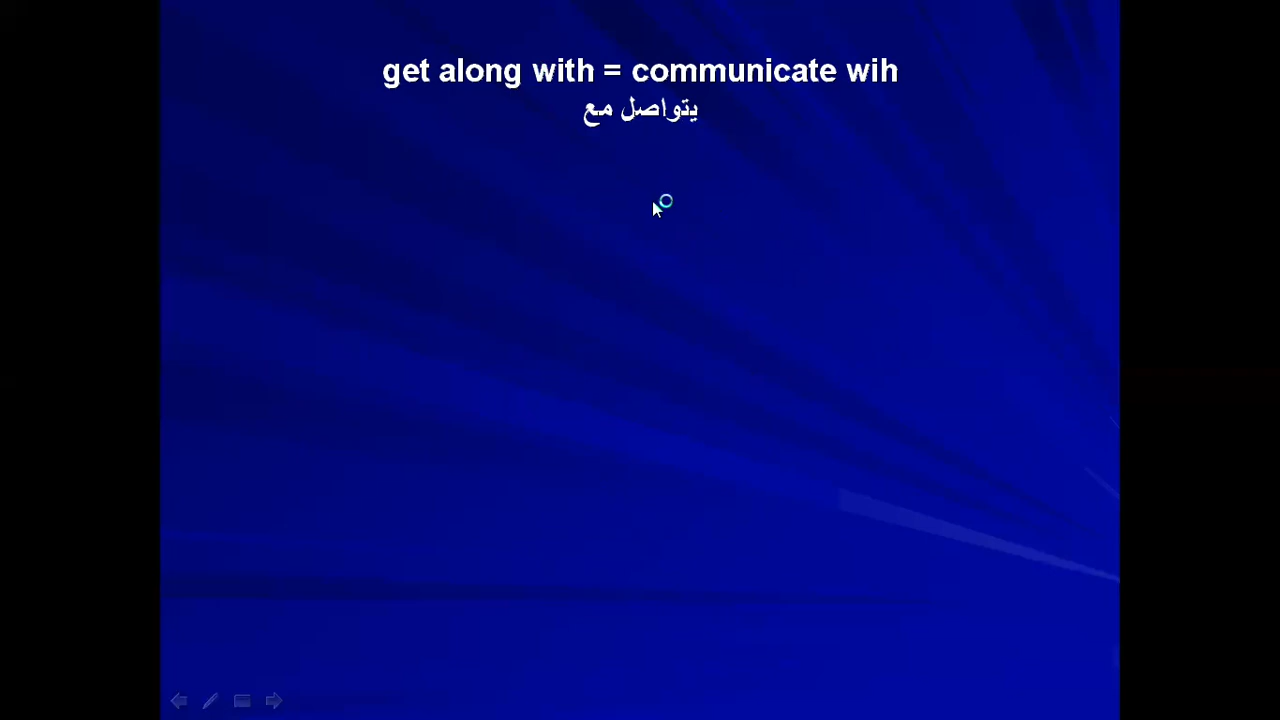 get along with = communicate wih
يتواصل مع